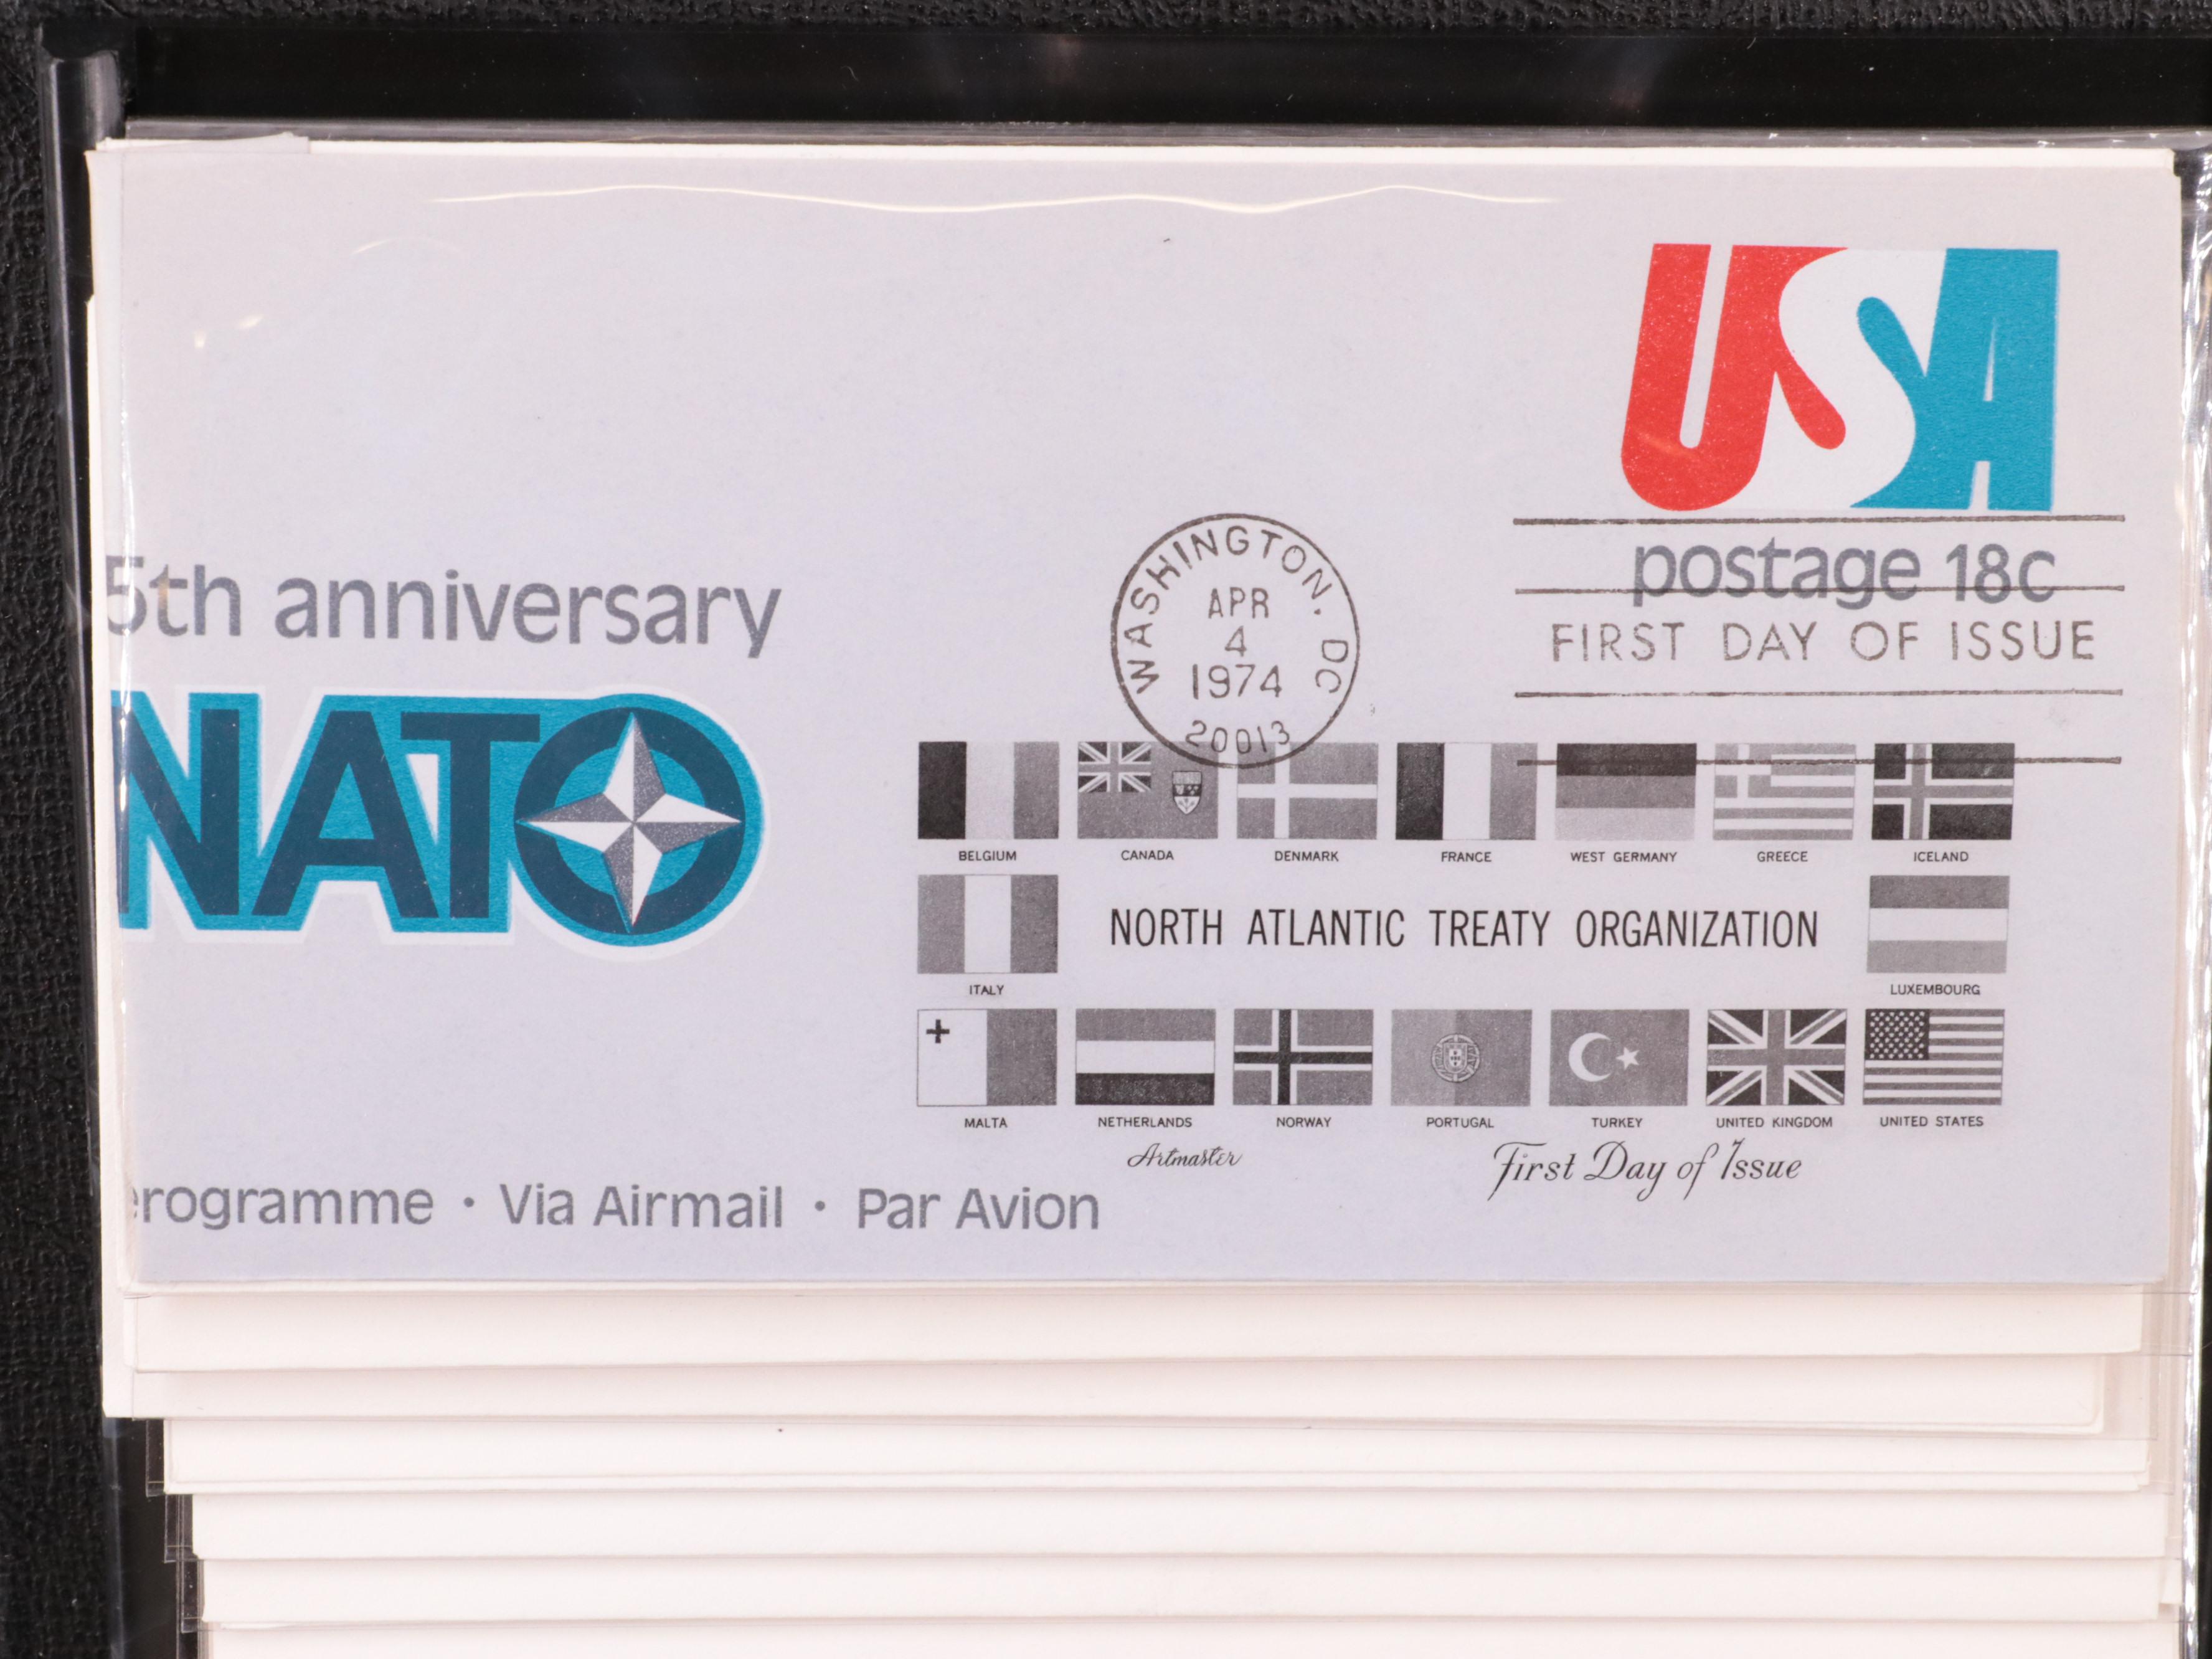 USA
postage 18c
FIRST DAY OF ISSUE
WASHINGTON. DC
APR
4
1974
20013
5th anniversary
NATO
BELGIUM CANADA DENMARK FRANCE WEST GERMANY GREECE ICELAND
NORTH ATLANTIC TREATY ORGANIZATION
ITALY LUXEMBOURG
MALTA NETHERLANDS NORWAY PORTUGAL TURKEY UNITED KINGDOM UNITED STATES
Artmaster First Day of Issue
rogramme · Via Airmail · Par Avion